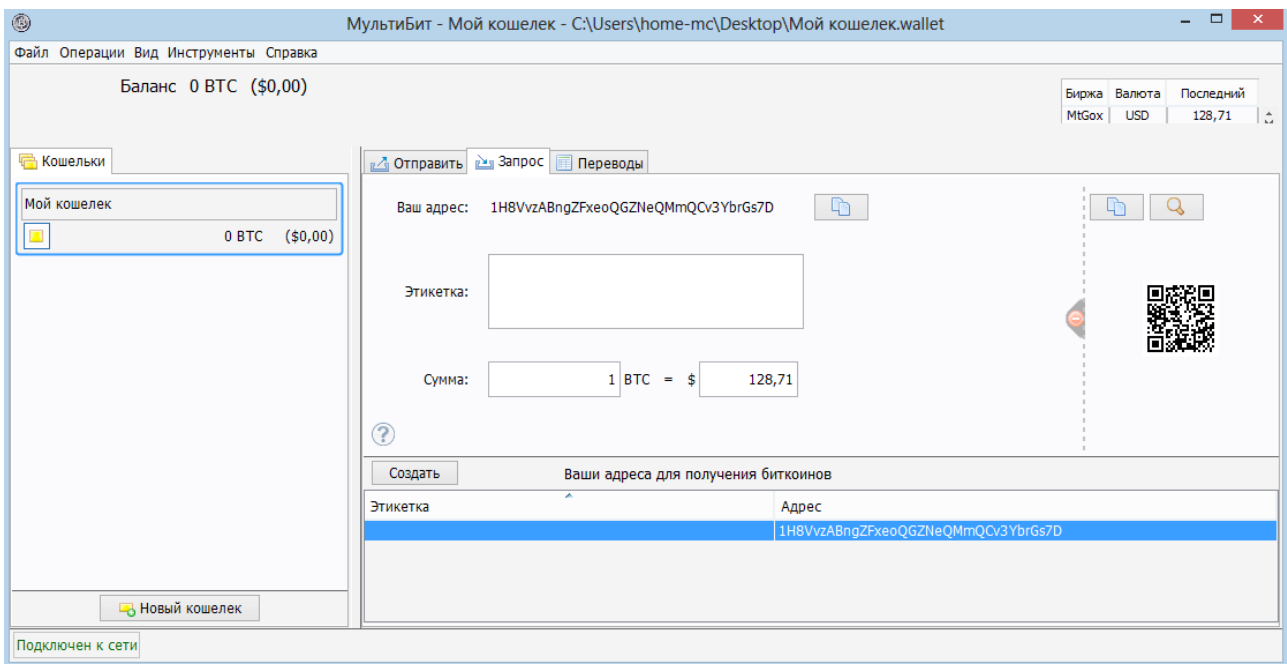 МультиБит - Мой кошелек - C:\Users\home-mc\Desktop\Мой кошелек.wallet
Файл Операции Вид Инструменты Справка
Баланс 0 BTC ($0,00)
Биржа Валюта Последний
MtGox USD 128,71
Кошельки
Отправить Запрос Переводы
Мой кошелек
0 BTC ($0,00)
Ваш адрес: 1H8VvzABngZFxeoQGZNeQMmQCv3YbrGs7D
Этикетка:
Сумма: 1 BTC = $ 128,71
?
Создать Ваши адреса для получения биткоинов
Этикетка Адрес
1H8VvzABngZFxeoQGZNeQMmQCv3YbrGs7D
Новый кошелек
Подключен к сети